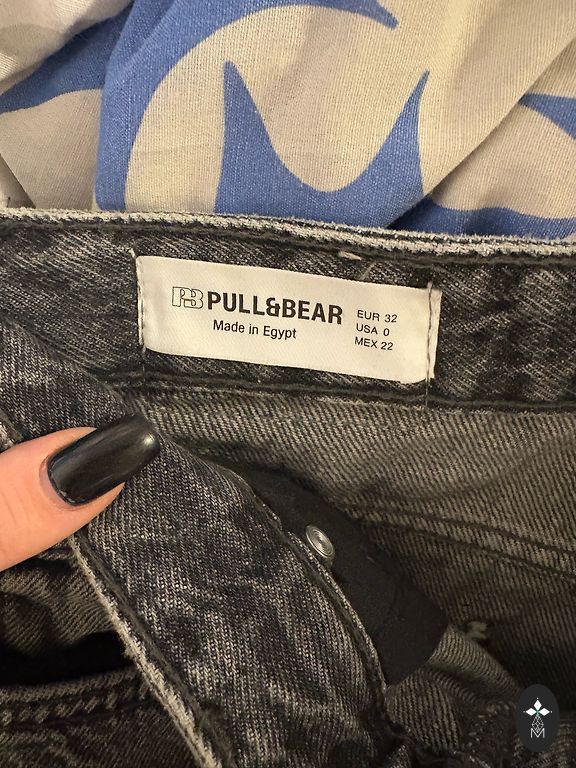 PB PULL&BEAR
Made in Egypt
EUR 32
USA 0
MEX 22
M